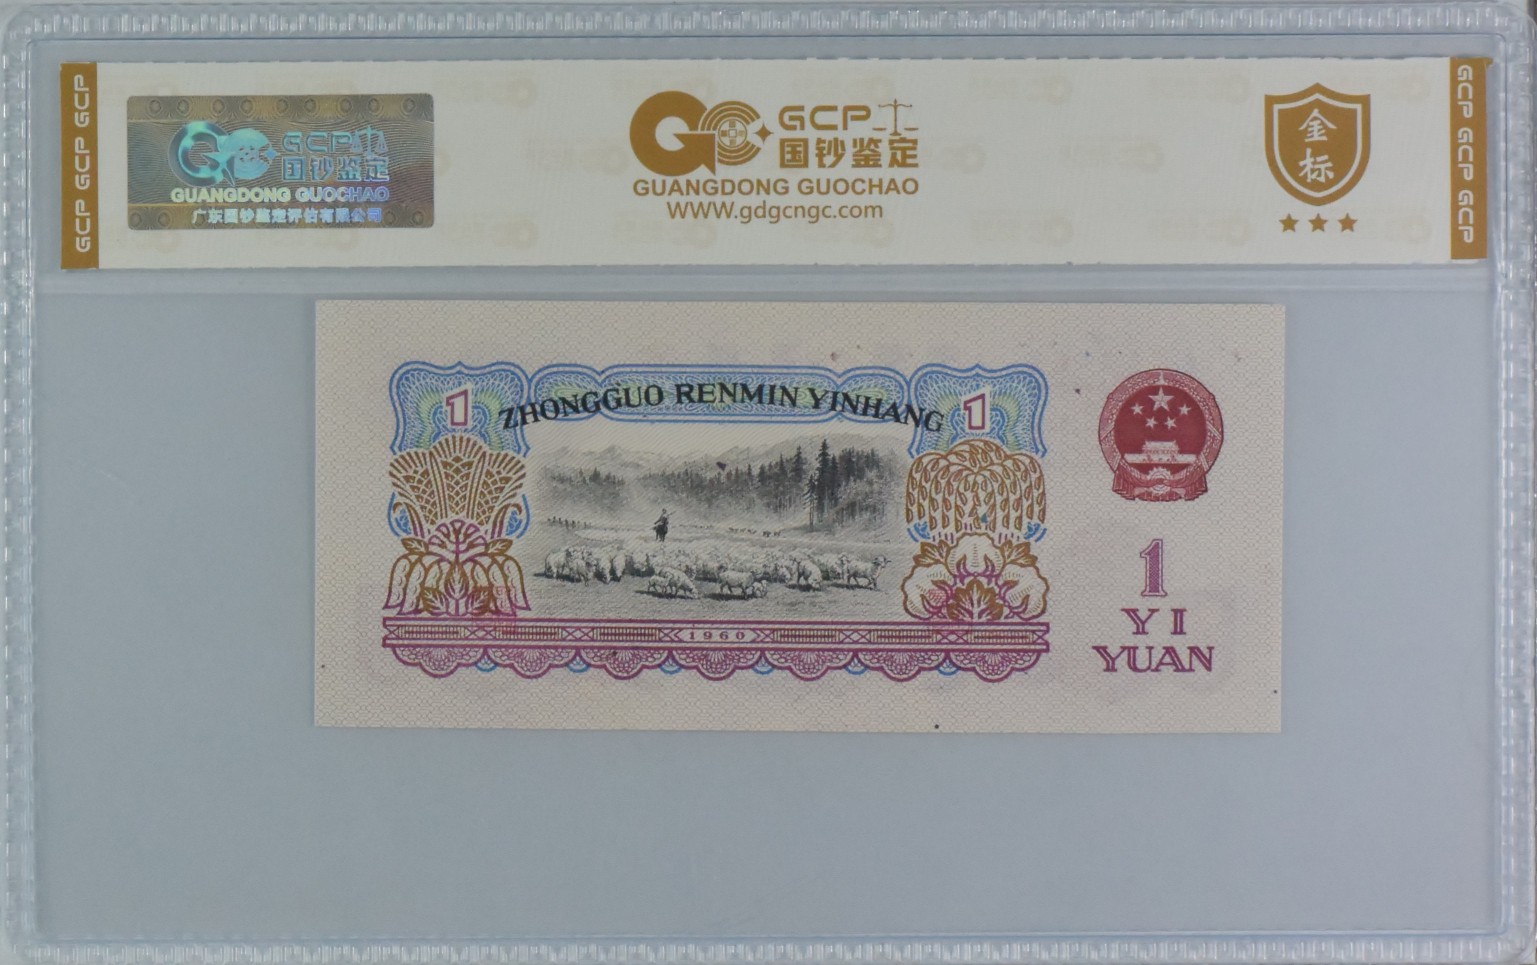 GCP GCP GCP
GCP
国钞鉴定
GUANGDONG GUOCHAO
广东国钞鉴定评估有限公司
GCP
国钞鉴定
GUANGDONG GUOCHAO
WWW.gdgcngc.com
金
标
GCP GCP GCP
1
ZHONGGUO RENMIN YINHANG
1
1960
1
YI
YUAN